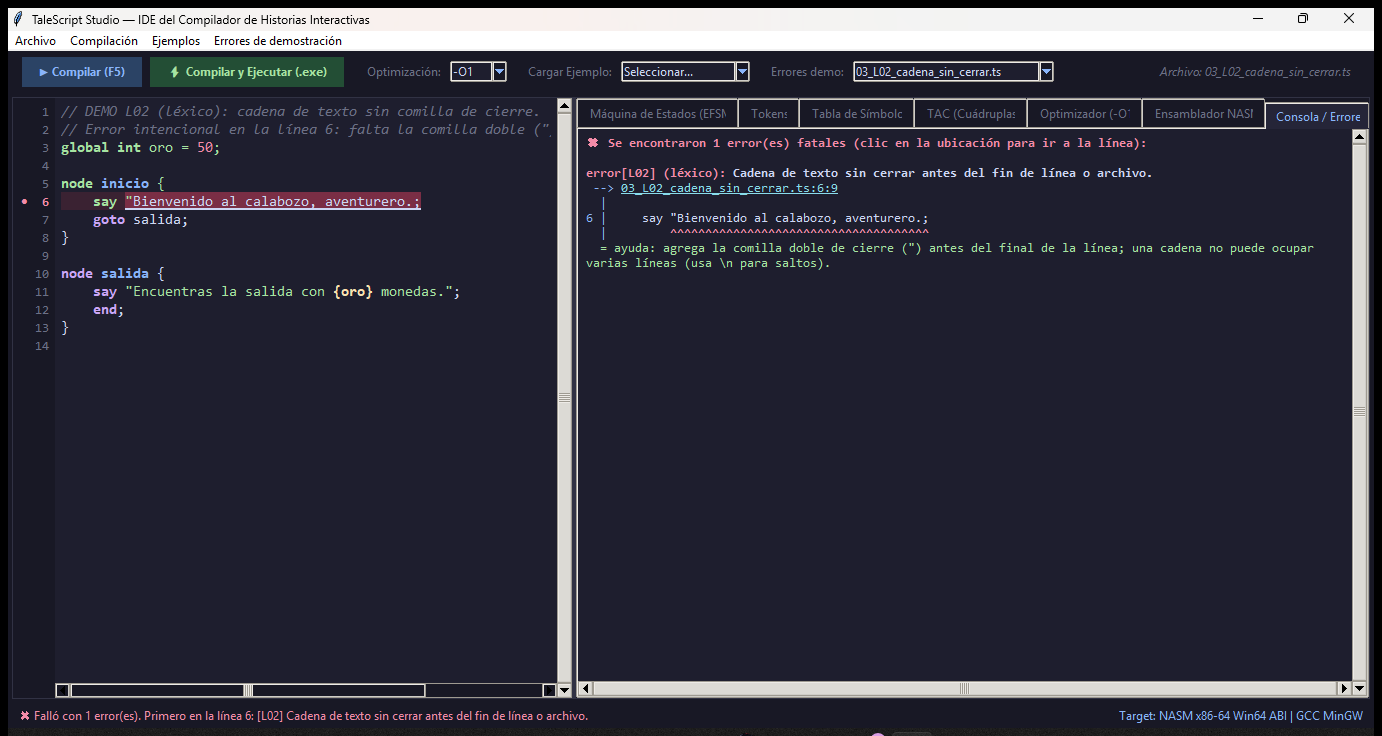 TaleScript Studio — IDE del Compilador de Historias Interactivas
Archivo Compilación Ejemplos Errores de demostración
▶ Compilar (F5) Compilar y Ejecutar (.exe) Optimización: -O1 Cargar Ejemplo: Seleccionar... Errores demo: 03_L02_cadena_sin_cerrar.ts Archivo: 03_L02_cadena_sin_cerrar.ts
1 // DEMO L02 (léxico): cadena de texto sin comilla de cierre.
2 // Error intencional en la línea 6: falta la comilla doble ("
3 global int oro = 50;
4
5 node inicio {
6 say "Bienvenido al calabozo, aventurero.;
7 goto salida;
8 }
9
10 node salida {
11 say "Encuentras la salida con {oro} monedas.";
12 end;
13 }
14
Máquina de Estados (EFSM Tokens Tabla de Símbolo TAC (Cuádruplas Optimizador (-O Ensamblador NASM Consola / Errore
✖ Se encontraron 1 error(es) fatales (clic en la ubicación para ir a la línea):
error[L02] (léxico): Cadena de texto sin cerrar antes del fin de línea o archivo.
--> 03_L02_cadena_sin_cerrar.ts:6:9
|
6 | say "Bienvenido al calabozo, aventurero.;
| ^^^^^^^^^^^^^^^^^^^^^^^^^^^^^^^^^^^^^
= ayuda: agrega la comilla doble de cierre (") antes del final de la línea; una cadena no puede ocupar
varias líneas (usa \n para saltos).
✖ Falló con 1 error(es). Primero en la línea 6: [L02] Cadena de texto sin cerrar antes del fin de línea o archivo.
Target: NASM x86-64 Win64 ABI | GCC MinGW